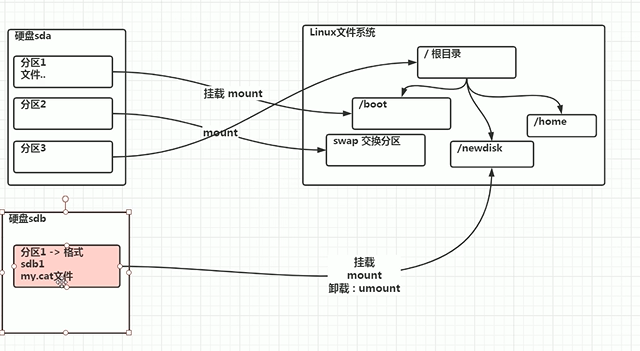 硬盘sda
分区1
文件..
分区2
分区3
挂载 mount
mount
Linux文件系统
/ 根目录
/boot
/home
swap 交换分区
/newdisk
硬盘sdb
分区1 -> 格式
sdb1
my.cat文件
挂载
mount
卸载：umount